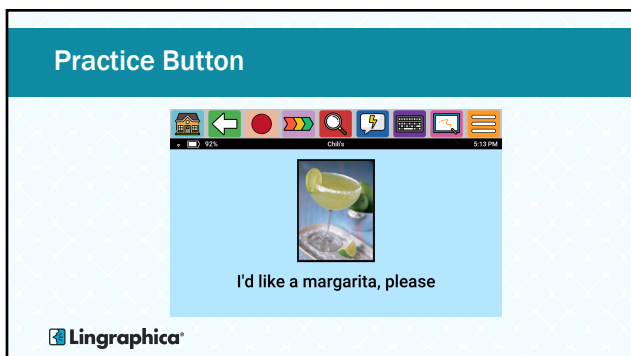 Practice Button
92% Chili's 5:13 PM
I'd like a margarita, please
Lingraphica®